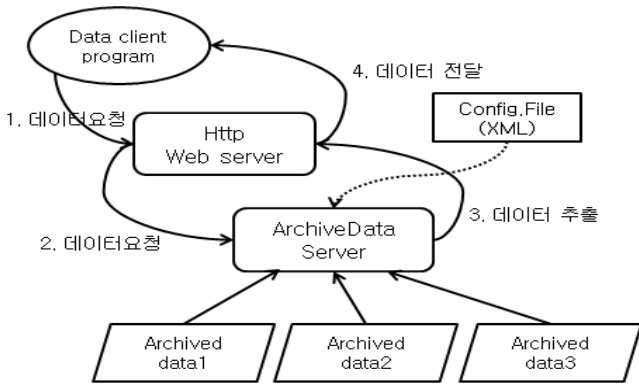 Data client
program
4. 데이터 전달
1. 데이터요청
Config.File
(XML)
Http
Web server
3. 데이터 추출
ArchiveData
Server
2. 데이터요청
Archived
data1
Archived
data2
Archived
data3